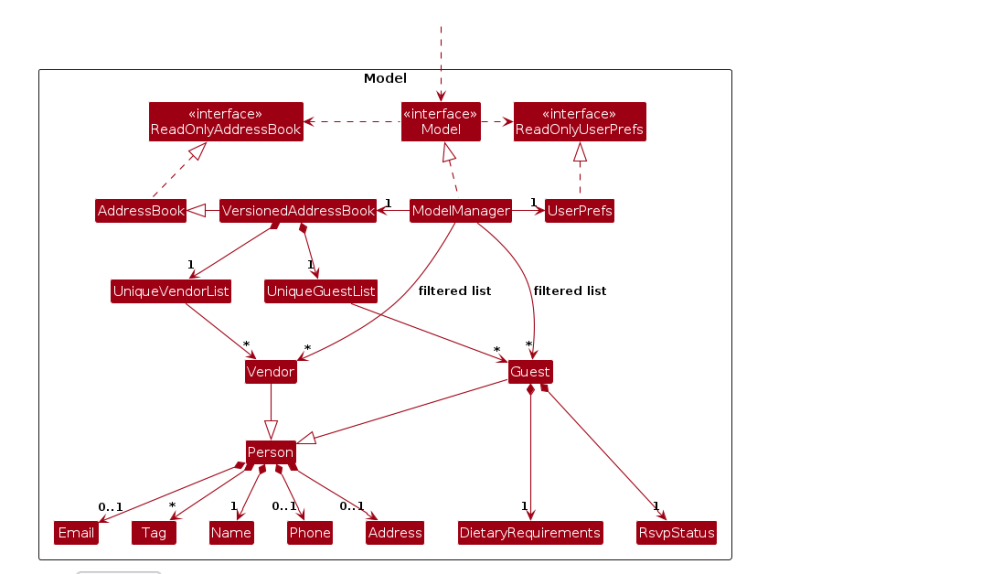 Model
«interface»
ReadOnlyAddressBook
«interface»
Model
«interface»
ReadOnlyUserPrefs
AddressBook
VersionedAddressBook
1
ModelManager
1
UserPrefs
1
1
UniqueVendorList
UniqueGuestList
filtered list
filtered list
*
*
*
*
Vendor
Guest
Person
0..1
*
1
0..1
0..1
1
1
Email
Tag
Name
Phone
Address
DietaryRequirements
RsvpStatus